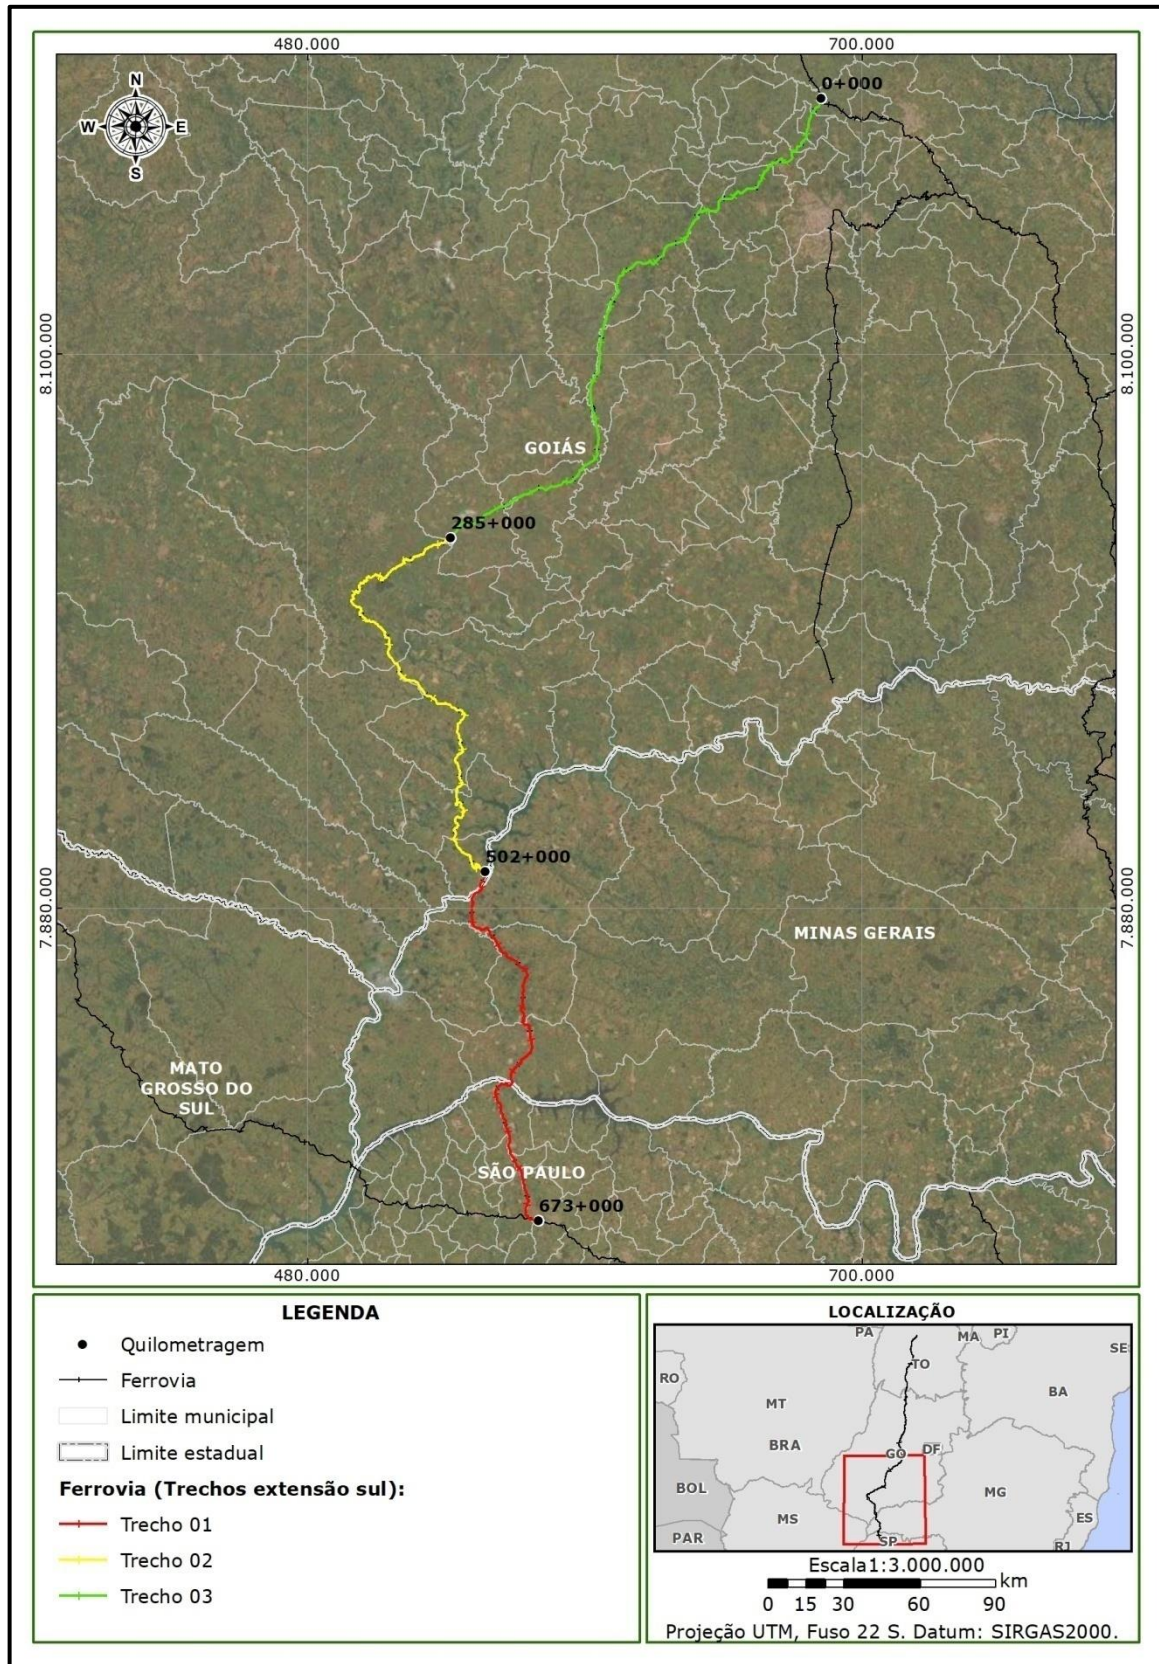 480.000
700.000
N
W
E
S
0+000
8.100.000
8.100.000
GOIÁS
285+000
502+000
7.880.000
7.880.000
MINAS GERAIS
MATO
GROSSO DO
SUL
SÃO PAULO
673+000
480.000
700.000
LEGENDA
Quilometragem
Ferrovia
Limite municipal
Limite estadual
Ferrovia (Trechos extensão sul):
Trecho 01
Trecho 02
Trecho 03
LOCALIZAÇÃO
PA
MA
PI
SE
TO
RO
MT
BA
BRA
GO
DF
BOL
MG
MS
ES
PAR
SP
RJ
Escala1:3.000.000
km
0 15 30 60 90
Projeção UTM, Fuso 22 S. Datum: SIRGAS2000.